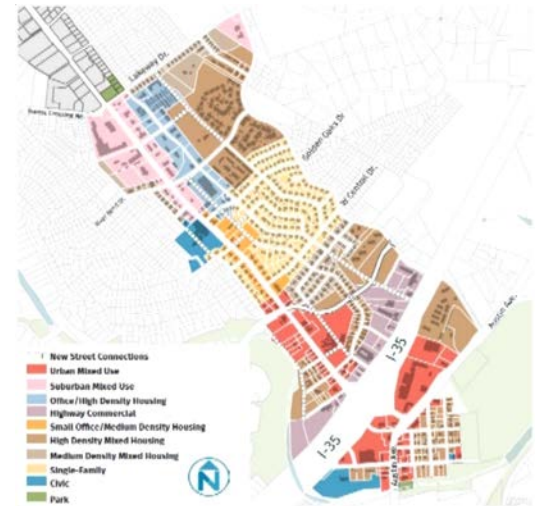 Lakeway Dr.
Golden Oaks Dr
I-35
Austin Ave.
I-35
Austin Ave
New Street Connections
Urban Mixed Use
Suburban Mixed Use
Office/High Density Housing
Highway Commercial
Small Office/Medium Density Housing
High Density Mixed Housing
Medium Density Mixed Housing
Single-Family
Civic
Park
N